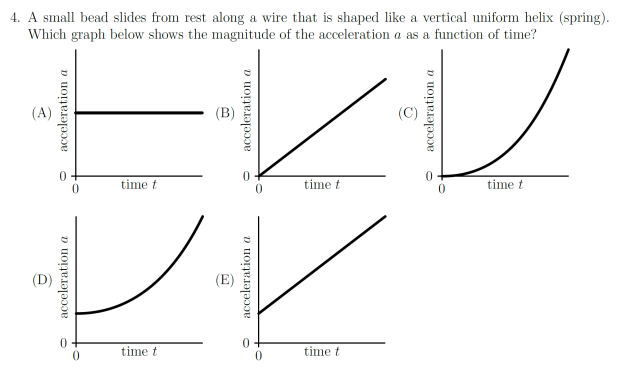 4. A small bead slides from rest along a wire that is shaped like a vertical uniform helix (spring).
Which graph below shows the magnitude of the acceleration a as a function of time?
(A)
acceleration a
0
0
time t
(B)
acceleration a
0
0
time t
(C)
acceleration a
0
0
time t
(D)
acceleration a
0
0
time t
(E)
acceleration a
0
0
time t